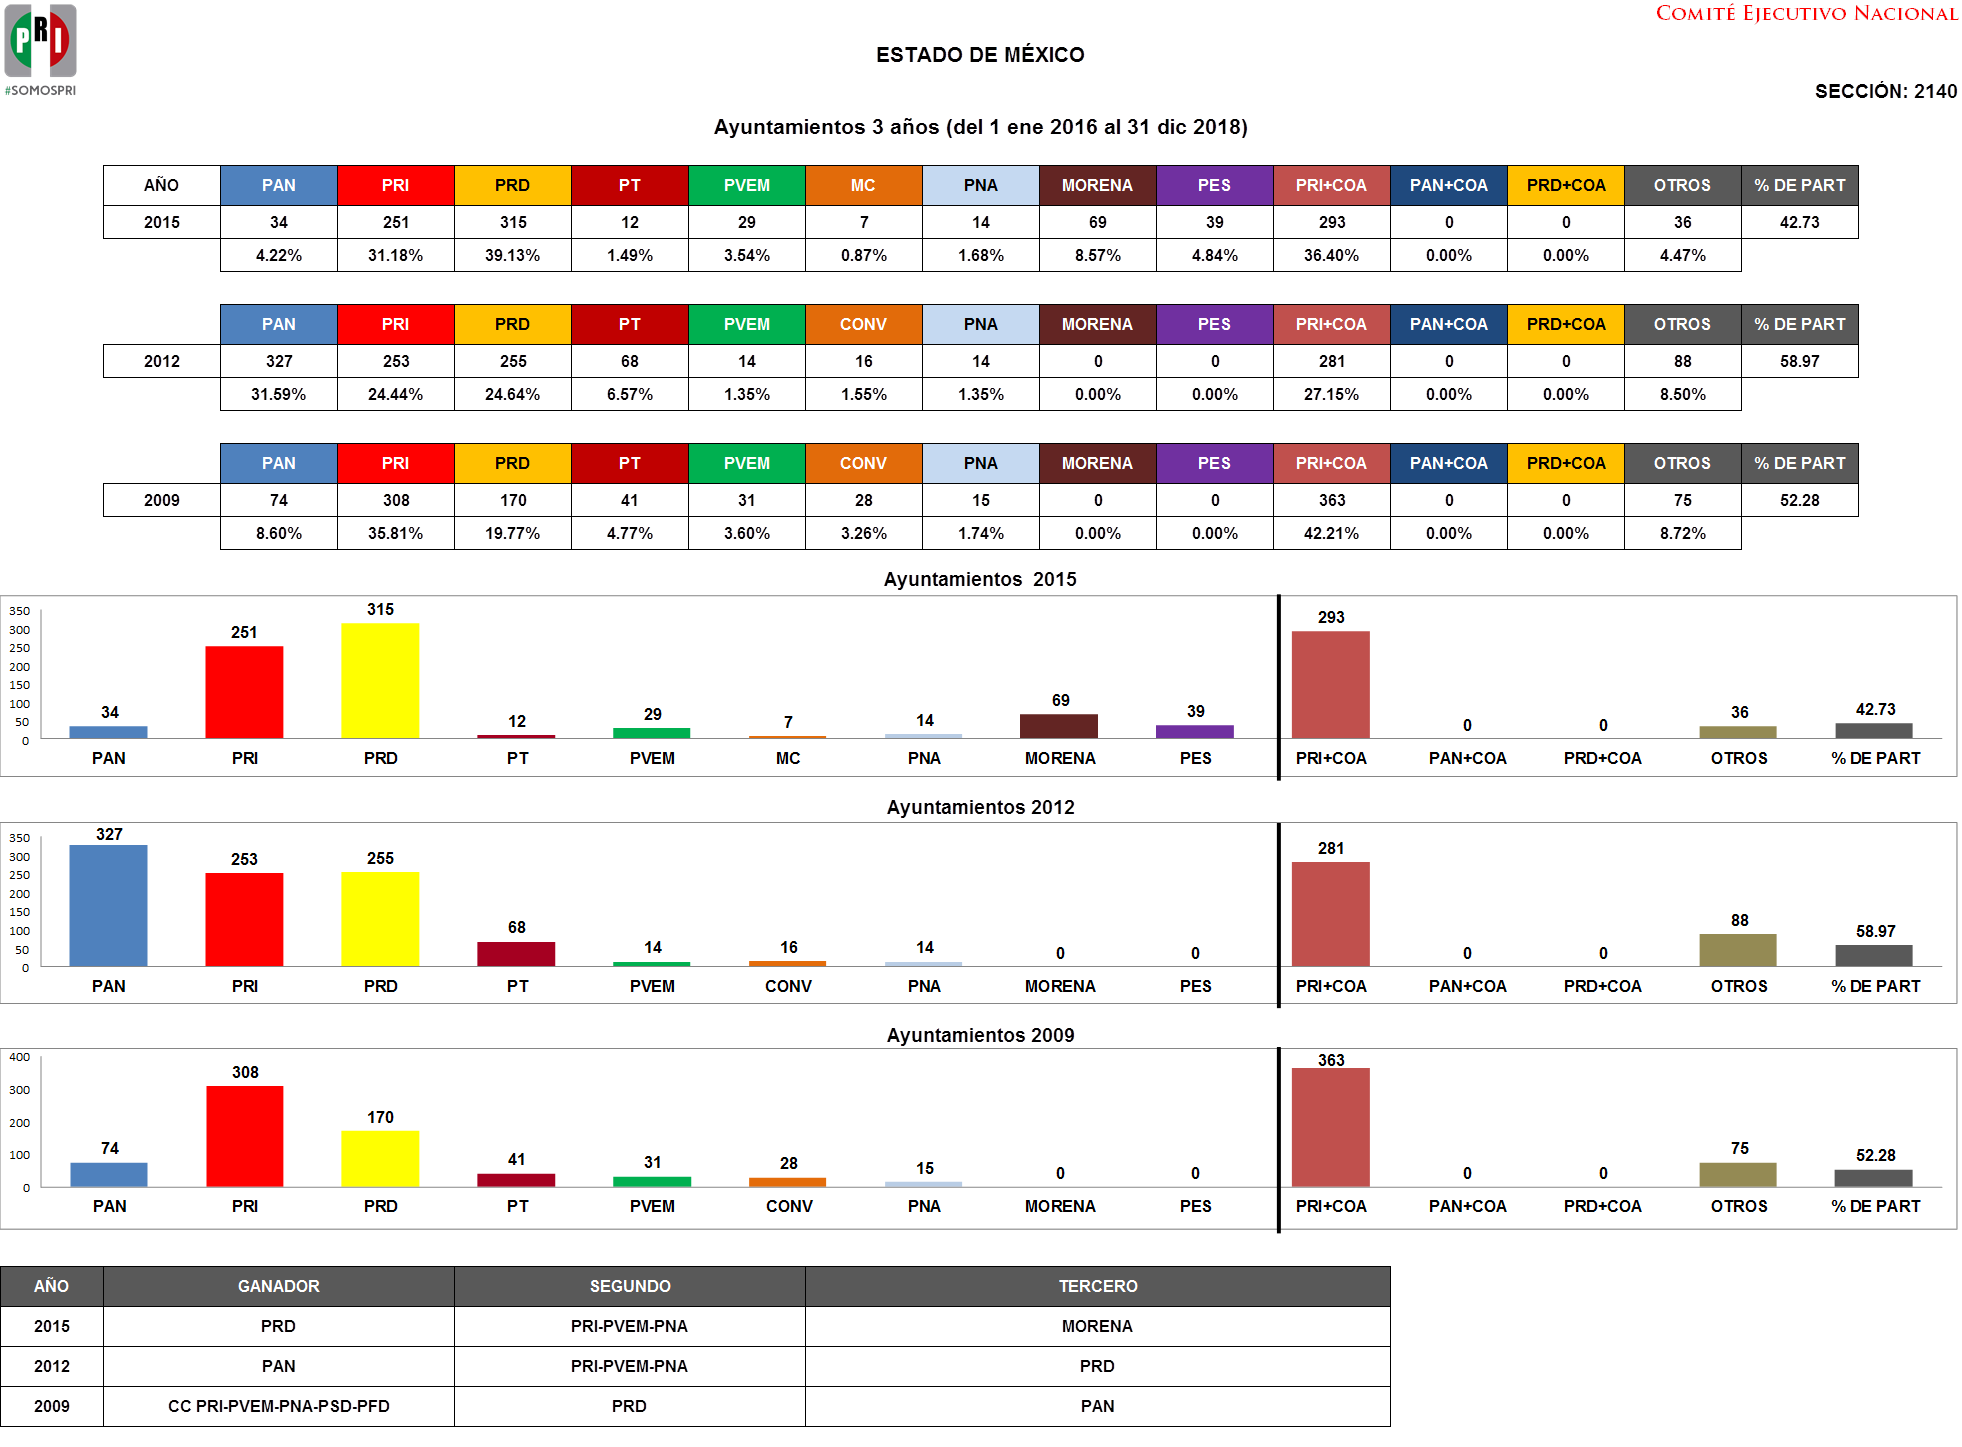 PRI
#SOMOSPRI
COMITÉ EJECUTIVO NACIONAL
ESTADO DE MÉXICO
SECCIÓN: 2140
Ayuntamientos 3 años (del 1 ene 2016 al 31 dic 2018)
AÑO PAN PRI PRD PT PVEM MC PNA MORENA PES PRI+COA PAN+COA PRD+COA OTROS % DE PART
2015 34 251 315 12 29 7 14 69 39 293 0 0 36 42.73
4.22% 31.18% 39.13% 1.49% 3.54% 0.87% 1.68% 8.57% 4.84% 36.40% 0.00% 0.00% 4.47%
PAN PRI PRD PT PVEM CONV PNA MORENA PES PRI+COA PAN+COA PRD+COA OTROS % DE PART
2012 327 253 255 68 14 16 14 0 0 281 0 0 88 58.97
31.59% 24.44% 24.64% 6.57% 1.35% 1.55% 1.35% 0.00% 0.00% 27.15% 0.00% 0.00% 8.50%
PAN PRI PRD PT PVEM CONV PNA MORENA PES PRI+COA PAN+COA PRD+COA OTROS % DE PART
2009 74 308 170 41 31 28 15 0 0 363 0 0 75 52.28
8.60% 35.81% 19.77% 4.77% 3.60% 3.26% 1.74% 0.00% 0.00% 42.21% 0.00% 0.00% 8.72%
Ayuntamientos 2015
350
300
250
200
150
100
50
0
34 251 315 12 29 7 14 69 39 293 0 0 36 42.73
PAN PRI PRD PT PVEM MC PNA MORENA PES PRI+COA PAN+COA PRD+COA OTROS % DE PART
Ayuntamientos 2012
350
300
250
200
150
100
50
0
327 253 255 68 14 16 14 0 0 281 0 0 88 58.97
PAN PRI PRD PT PVEM CONV PNA MORENA PES PRI+COA PAN+COA PRD+COA OTROS % DE PART
Ayuntamientos 2009
400
300
200
100
0
74 308 170 41 31 28 15 0 0 363 0 0 75 52.28
PAN PRI PRD PT PVEM CONV PNA MORENA PES PRI+COA PAN+COA PRD+COA OTROS % DE PART
AÑO GANADOR SEGUNDO TERCERO
2015 PRD PRI-PVEM-PNA MORENA
2012 PAN PRI-PVEM-PNA PRD
2009 CC PRI-PVEM-PNA-PSD-PFD PRD PAN